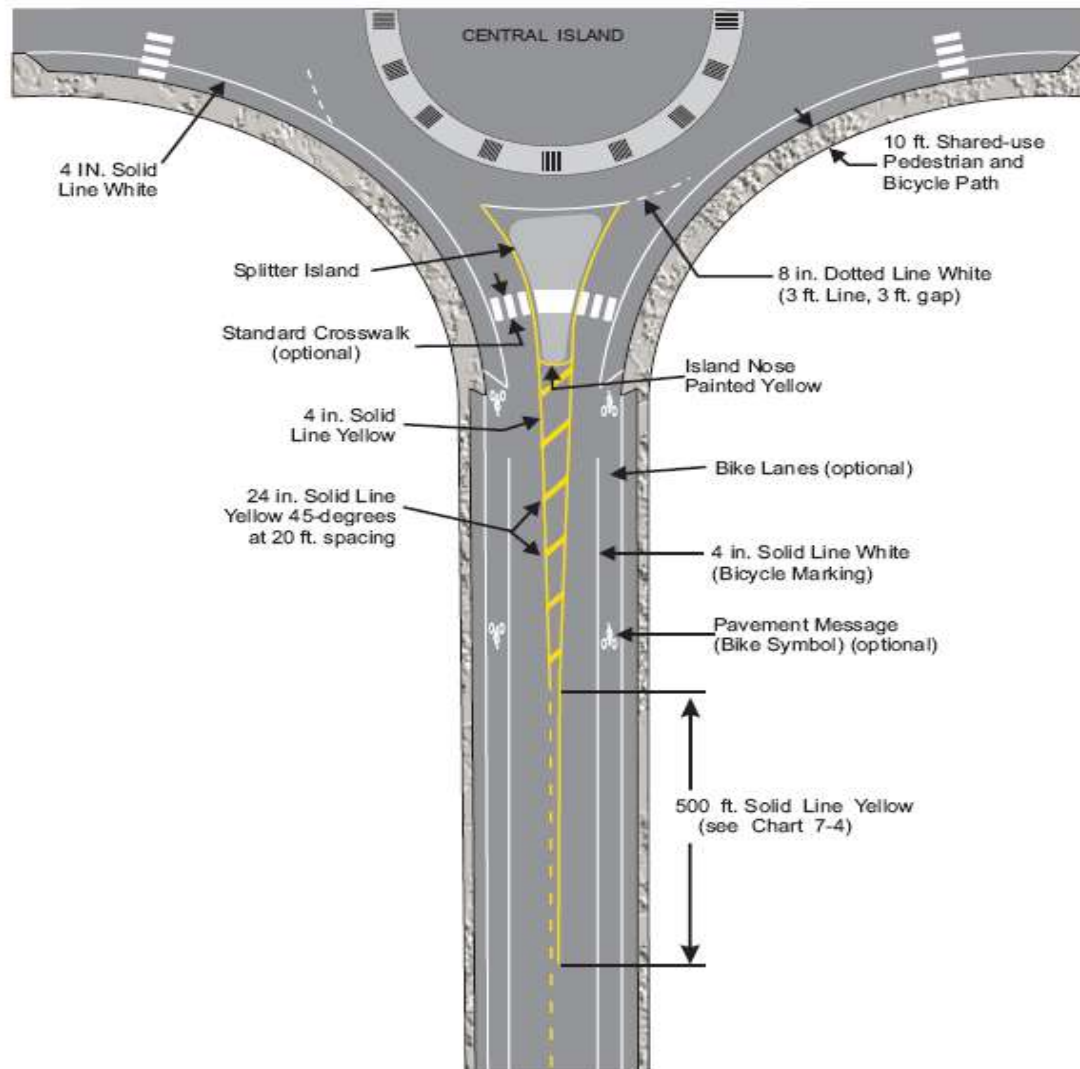 CENTRAL ISLAND
4 IN. Solid
Line White
10 ft. Shared-use
Pedestrian and
Bicycle Path
Splitter Island
8 in. Dotted Line White
(3 ft. Line, 3 ft. gap)
Standard Crosswalk
(optional)
Island Nose
Painted Yellow
4 in. Solid
Line Yellow
Bike Lanes (optional)
24 in. Solid Line
Yellow 45-degrees
at 20 ft. spacing
4 in. Solid Line White
(Bicycle Marking)
Pavement Message
(Bike Symbol) (optional)
500 ft. Solid Line Yellow
(see Chart 7-4)